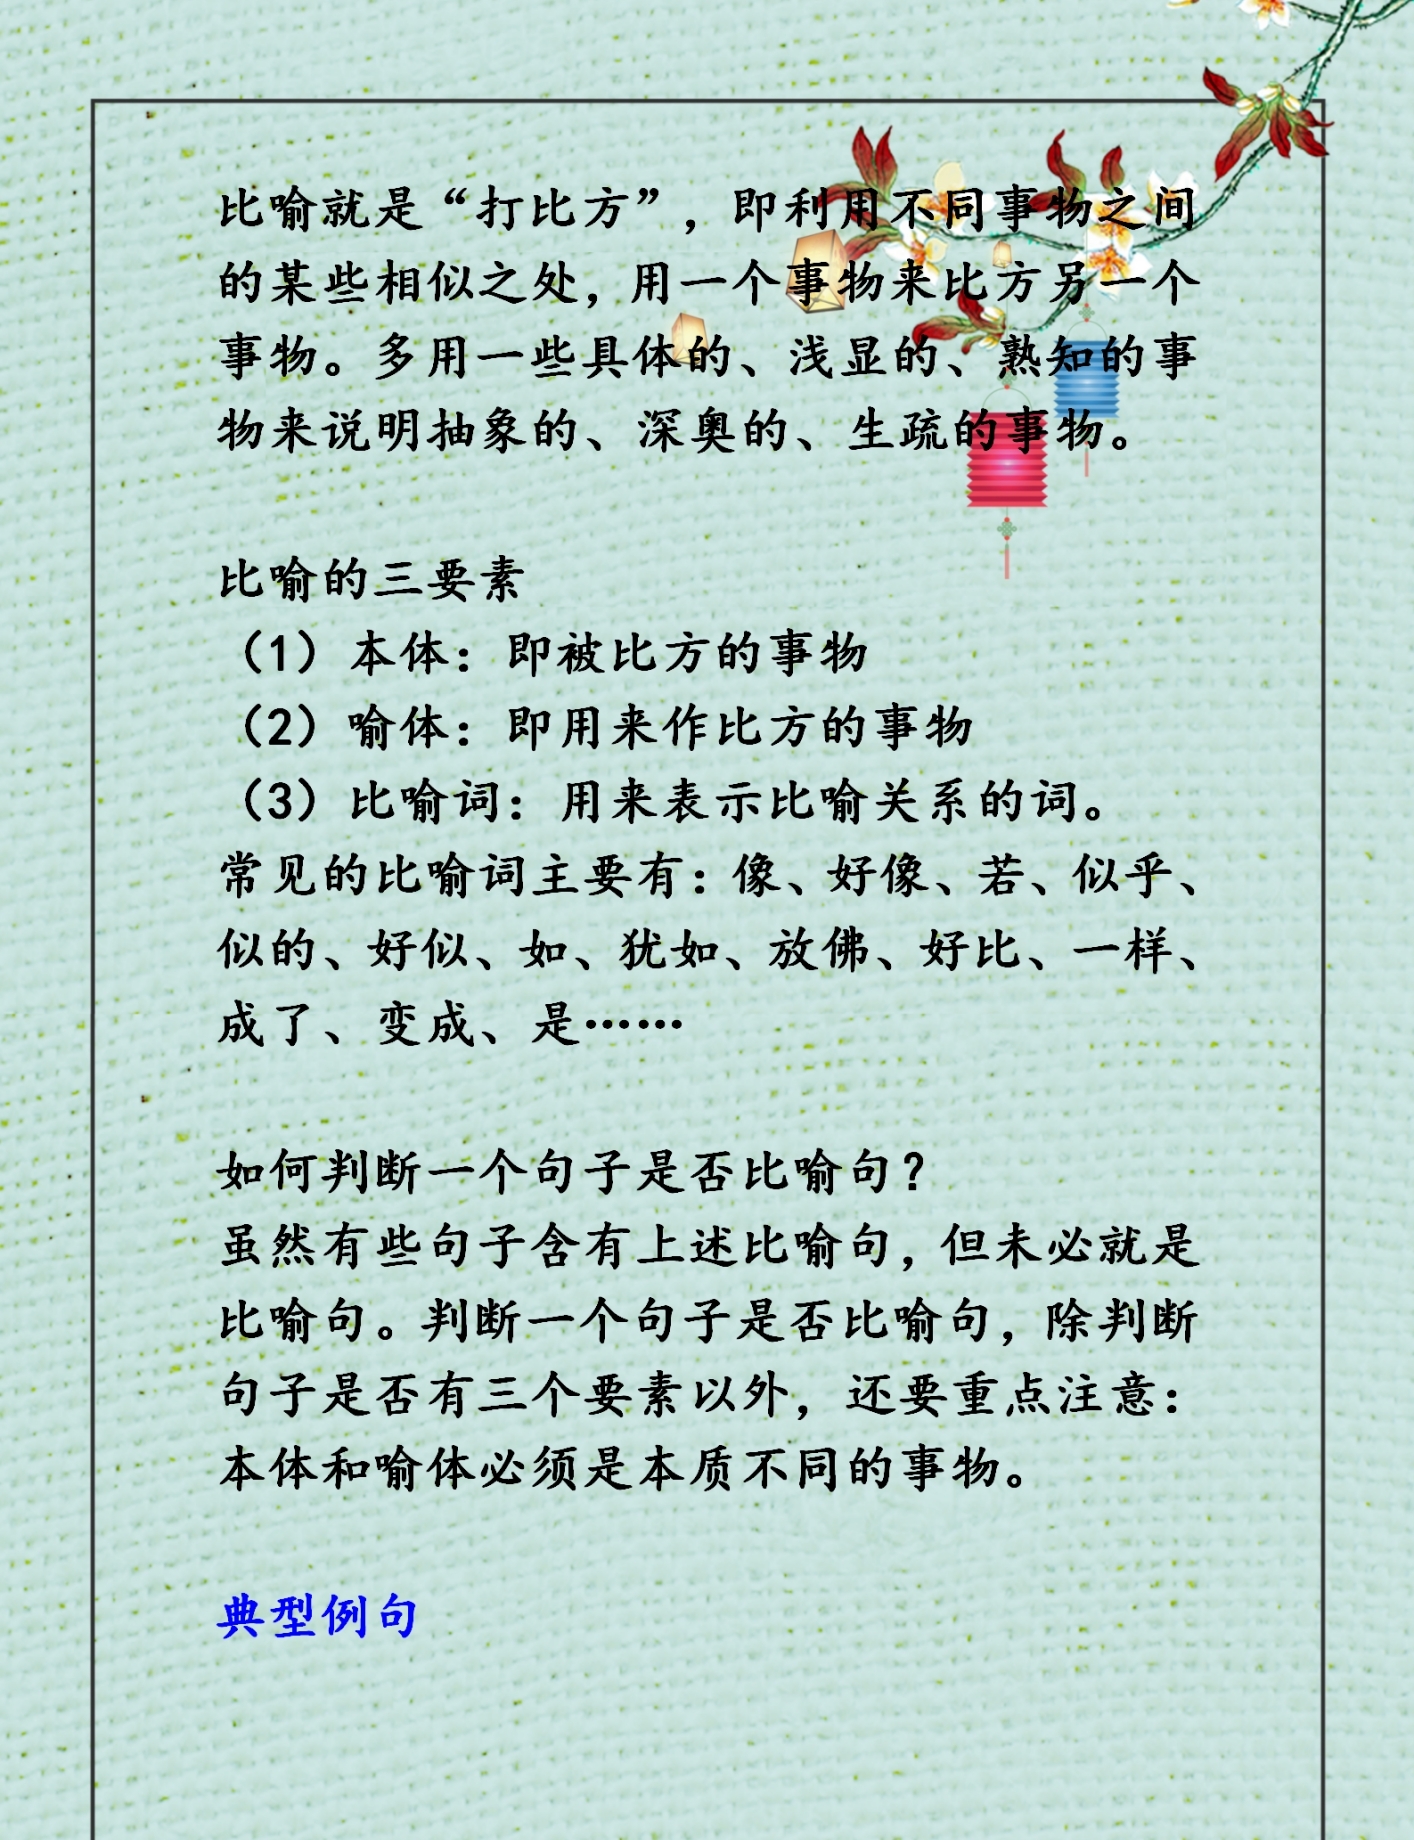 比喻就是“打比方”，即利用不同事物之间
的某些相似之处，用一个事物来比方另一个
事物。多用一些具体的、浅显的、熟知的事
物来说明抽象的、深奥的、生疏的事物。
比喻的三要素
（1）本体：即被比方的事物
（2）喻体：即用来作比方的事物
（3）比喻词：用来表示比喻关系的词。
常见的比喻词主要有：像、好像、若、似乎、
似的、好似、如、犹如、放佛、好比、一样、
成了、变成、是……
如何判断一个句子是否比喻句？
虽然有些句子含有上述比喻句，但未必就是
比喻句。判断一个句子是否比喻句，除判断
句子是否有三个要素以外，还要重点注意：
本体和喻体必须是本质不同的事物。
典型例句